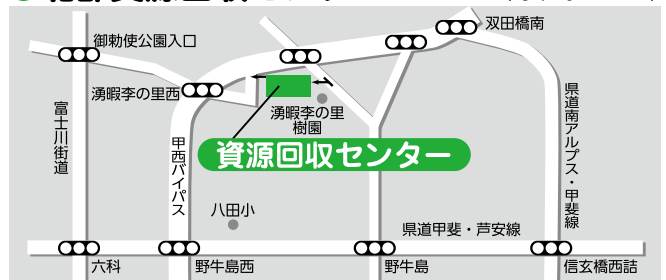 双田橋南
御勅使公園入口
湧暇李の里西
湧暇李の里
樹園
富士川街道
甲西バイパス
県道南アルプス・甲斐線
資源回収センター
八田小
県道甲斐・芦安線
六科
野牛島西
野牛島
信玄橋西詰